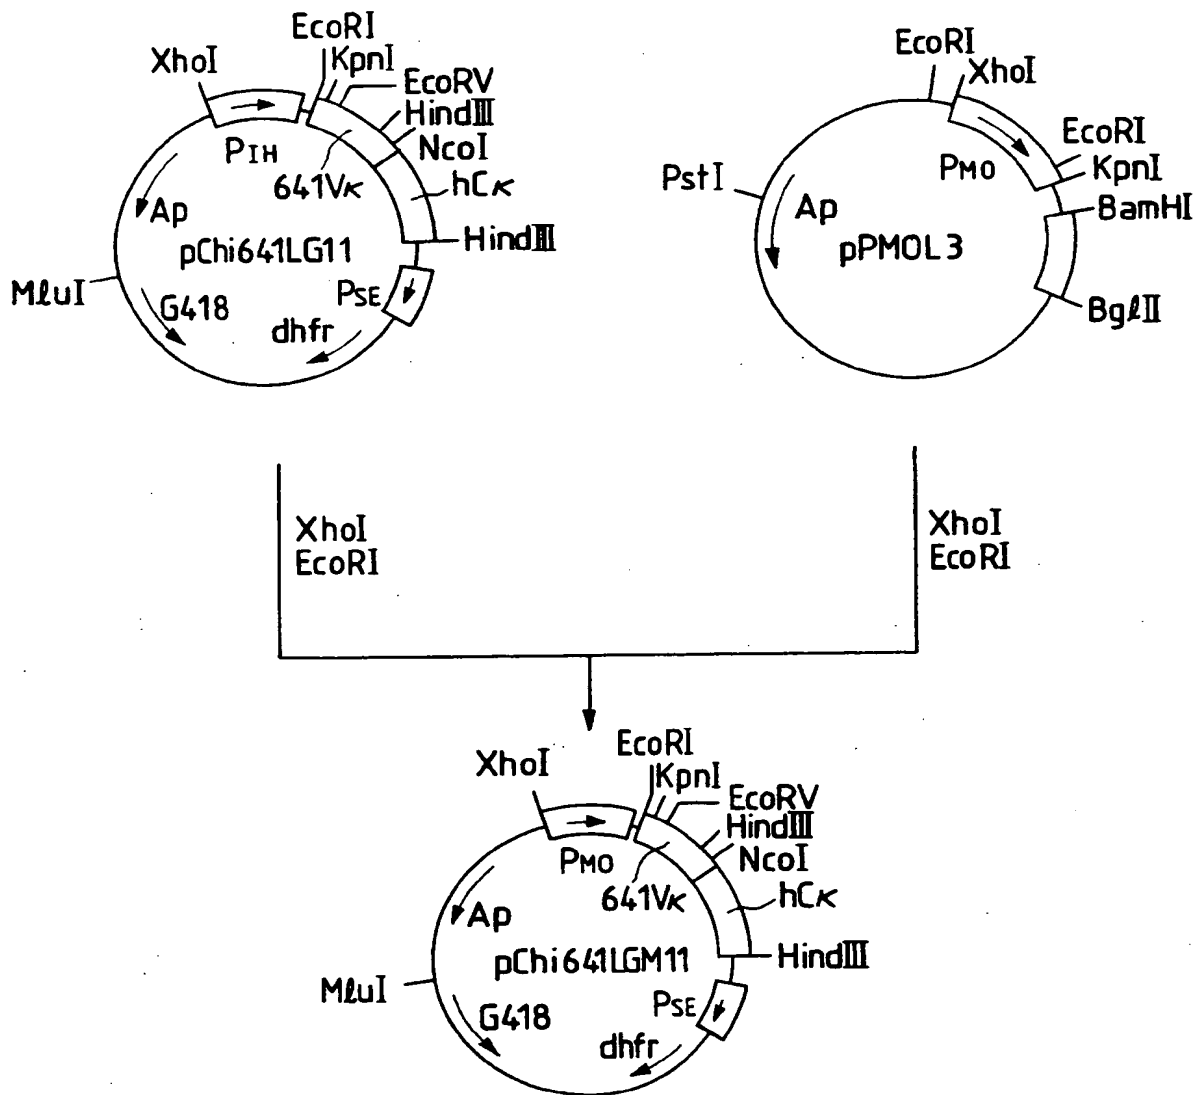 EcoRI
KpnI
XhoI
EcoRV
HindIII
NcoI
PIH
641Vκ
hCκ
Ap
pChi641LG11
HindIII
MluI
G418
PSE
dhfr
EcoRI
XhoI
EcoRI
KpnI
PMO
PstI
Ap
BamHI
pPMOL3
BglII
XhoI
EcoRI
XhoI
EcoRI
EcoRI
XhoI
KpnI
EcoRV
HindIII
NcoI
PMO
641Vκ
hCκ
Ap
pChi641LGM11
HindIII
MluI
G418
PSE
dhfr